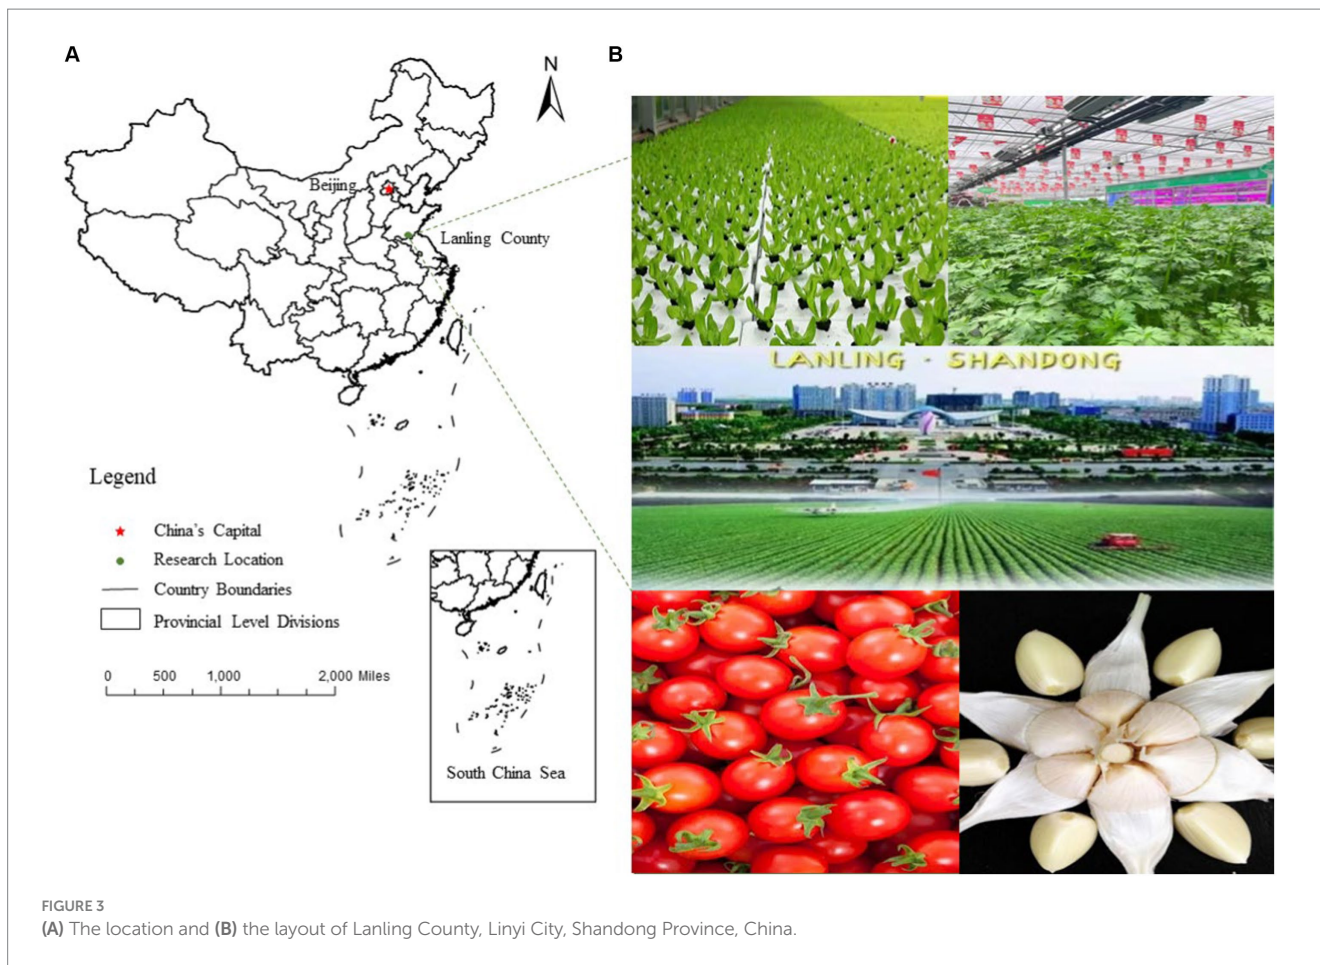 A
B
N
Beijing
Lanling County
LANLING · SHANDONG
Legend
China's Capital
Research Location
Country Boundaries
Provincial Level Divisions
0 500 1,000 2,000 Miles
South China Sea
FIGURE 3
(A) The location and (B) the layout of Lanling County, Linyi City, Shandong Province, China.